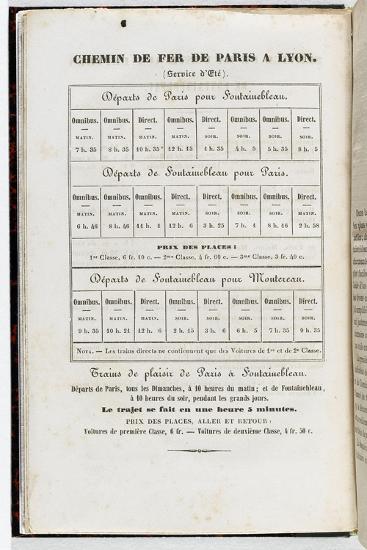 CHEMIN DE FER DE PARIS A LYON.
(Service d'Eté).
Départs de Paris pour Fontainebleau.
Omnibus. Omnibus. Direct. Omnibus. Direct. Omnibus. Omnibus. Direct.
MATIN. MATIN. MATIN. MATIN. SOIR. SOIR. SOIR. SOIR.
7 h. 35 8 h. 35 10 h. 35 12 h. 15 4 h. 35 4 h. 5 5 h. 35 8 h. 5
Départs de Fontainebleau pour Paris.
Omnibus. Omnibus. Omnibus. Direct. Direct. Omnibus. Omnibus. Direct.
MATIN. MATIN. MATIN. MATIN. SOIR. SOIR. SOIR. MATIN.
6 h. 46 8 h. 46 11 h. 1 12 h. 6 3 h. 25 7 h. 1 8 h. 46 2 h. 58
PRIX DES PLACES :
1re Classe, 6 fr. 10 c. — 2me Classe, 4 fr. 60 c. — 3me Classe, 3 fr. 40 c.
Départs de Fontainebleau pour Montereau.
Omnibus. Omnibus. Direct. Omnibus. Direct. Omnibus. Omnibus. Direct.
MATIN. MATIN. MATIN. SOIR. SOIR. SOIR. SOIR. SOIR.
9 h. 35 10 h. 21 12 h. 6 2 h. 15 3 h. 6 6 h. 5 7 h. 35 9 h. 35
NOTA. — Les trains directs ne contiennent que des Voitures de 1re et de 2e Classe.
Trains de plaisir de Paris à Fontainebleau.
Départs de Paris, tous les Dimanches, à 10 heures du matin; et de Fontainebleau,
à 10 heures du soir, pendant les grands jours.
Le trajet se fait en une heure 5 minutes.
PRIX DES PLACES, ALLER ET RETOUR :
Voitures de première Classe, 6 fr. — Voitures de deuxième Classe, 4 fr. 50 c.